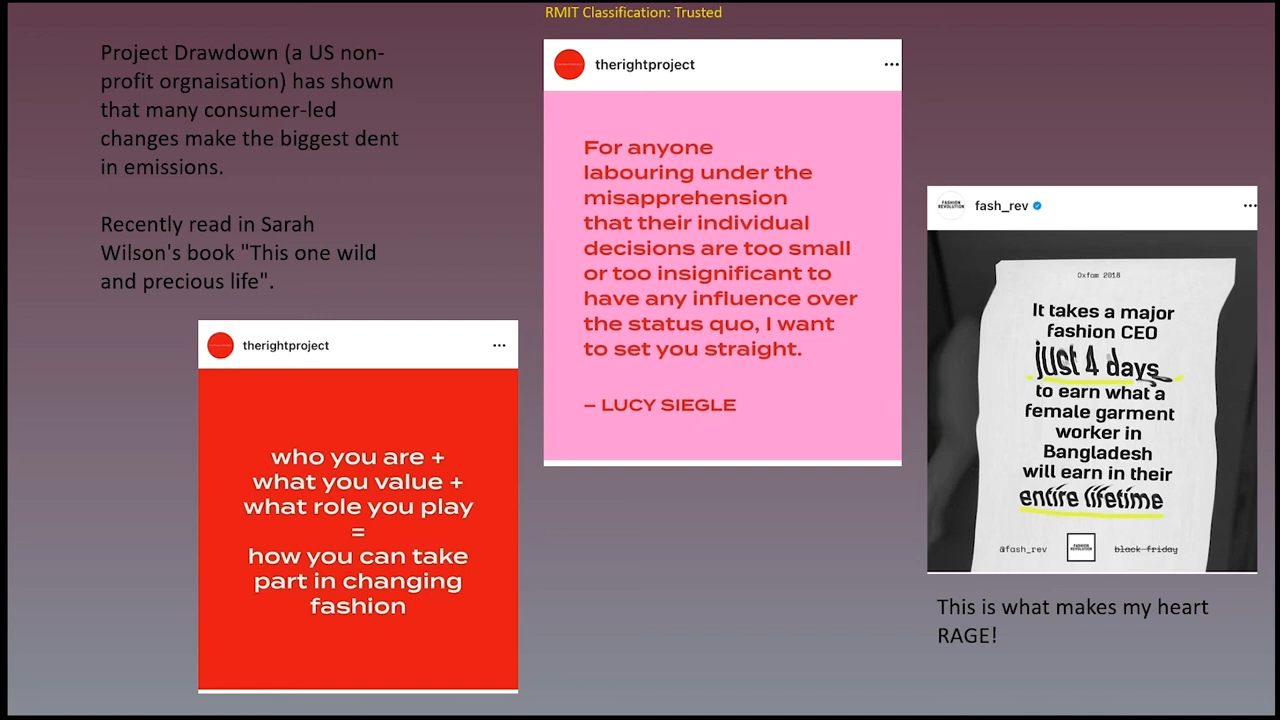 RMIT Classification: Trusted
Project Drawdown (a US non-
profit orgnaisation) has shown
that many consumer-led
changes make the biggest dent
in emissions.
Recently read in Sarah
Wilson's book "This one wild
and precious life".
therightproject
who you are +
what you value +
what role you play
=
how you can take
part in changing
fashion
therightproject
For anyone
labouring under the
misapprehension
that their individual
decisions are too small
or too insignificant to
have any influence over
the status quo, I want
to set you straight.
– LUCY SIEGLE
FASHION
REVOLUTION
fash_rev
Oxfam 2018
It takes a major
fashion CEO
just 4 days
to earn what a
female garment
worker in
Bangladesh
will earn in their
entire lifetime
@fash_rev
FASHION
REVOLUTION
black friday
This is what makes my heart
RAGE!